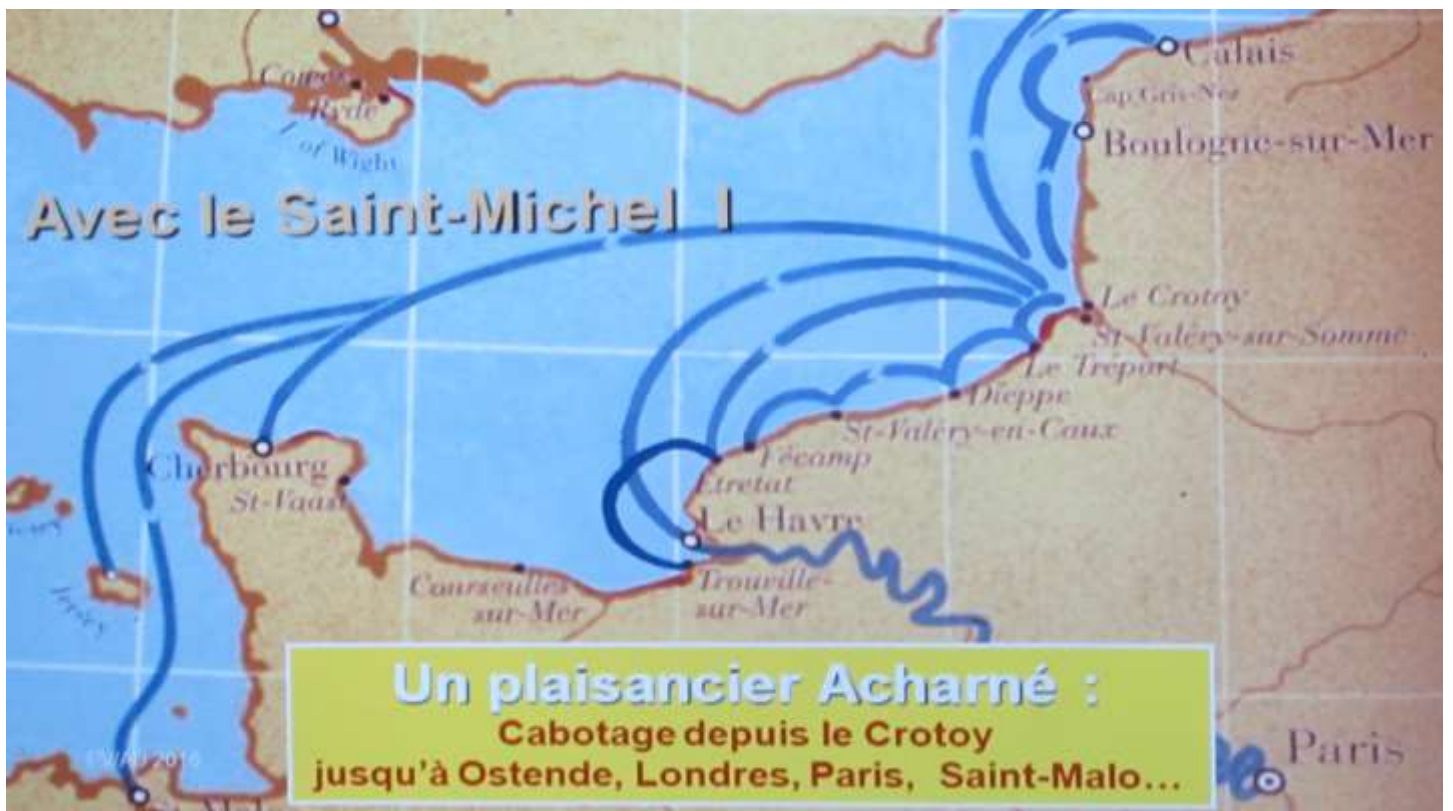 Calais
Cowes
Ryde
Cap Gris-Nez
I. of Wight
Boulogne-sur-Mer
Avec le Saint-Michel I
Le Crotoy
St-Valéry-sur-Somme
Le Tréport
Dieppe
St-Valéry-en-Caux
Fécamp
Etretat
Cherbourg
St-Vaast
Le Havre
Jersey
Courseulles
sur-Mer
Trouville-
sur-Mer
Un plaisancier Acharné :
Cabotage depuis le Crotoy
jusqu'à Ostende, Londres, Paris, Saint-Malo...
Paris